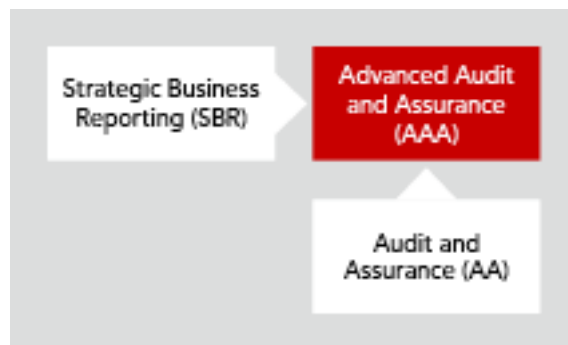 Strategic Business
Reporting (SBR)
Advanced Audit
and Assurance
(AAA)
Audit and
Assurance (AA)